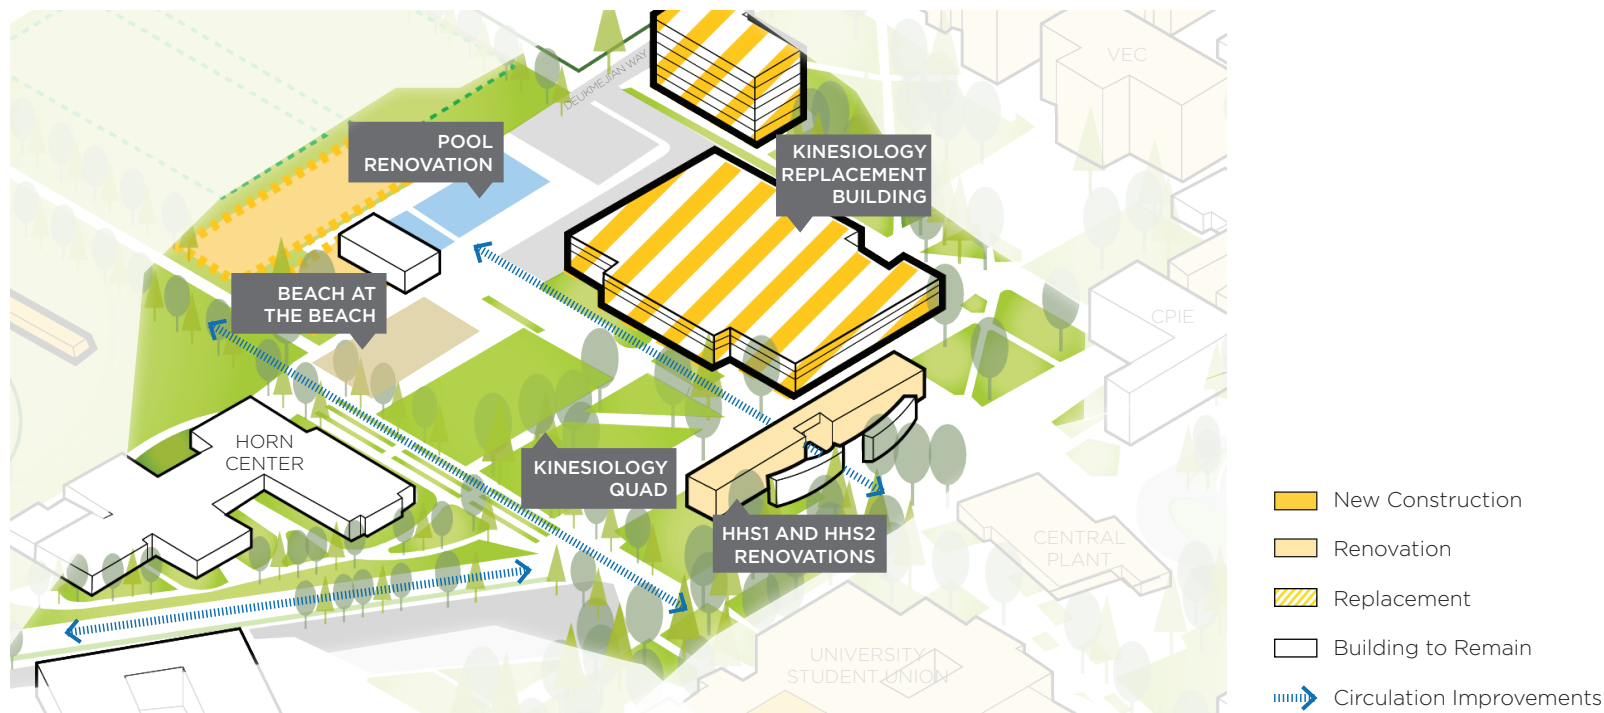 VEC
DEUKMEJIAN WAY
POOL
RENOVATION
KINESIOLOGY
REPLACEMENT
BUILDING
BEACH AT
THE BEACH
CPIE
HORN
CENTER
KINESIOLOGY
QUAD
HHS1 AND HHS2
RENOVATIONS
CENTRAL
PLANT
UNIVERSITY
STUDENT UNION
New Construction
Renovation
Replacement
Building to Remain
Circulation Improvements